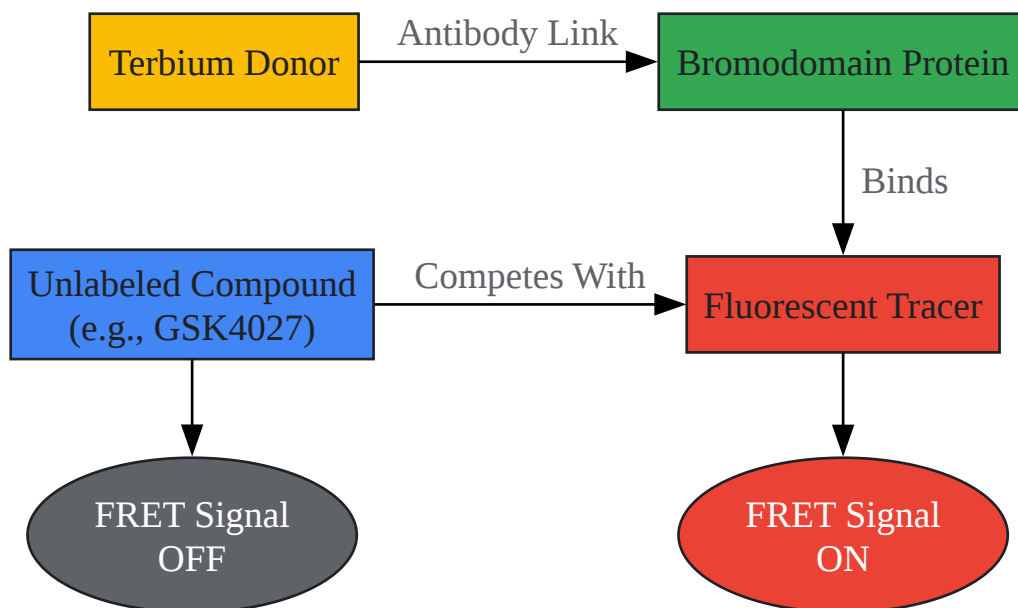 Terbium Donor
Antibody Link
Bromodomain Protein
Binds
Unlabeled Compound
(e.g., GSK4027)
Competes With
Fluorescent Tracer
FRET Signal
OFF
FRET Signal
ON